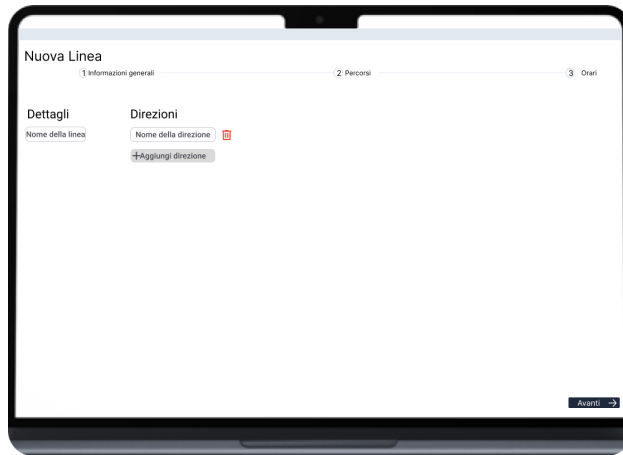 Nuova Linea
1 Informazioni generali 2 Percorsi 3 Orari
Dettagli Direzioni
Nome della linea Nome della direzione
+Aggiungi direzione
Avanti →